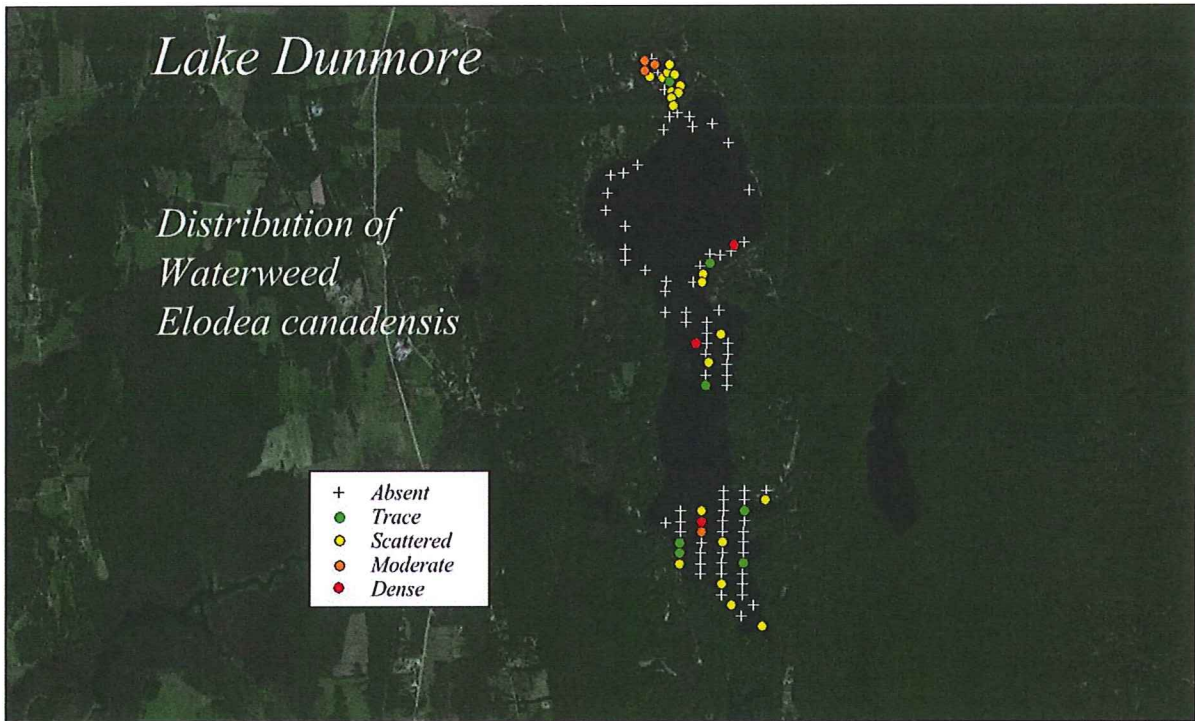 Lake Dunmore
Distribution of
Waterweed
Elodea canadensis
Absent
Trace
Scattered
Moderate
Dense